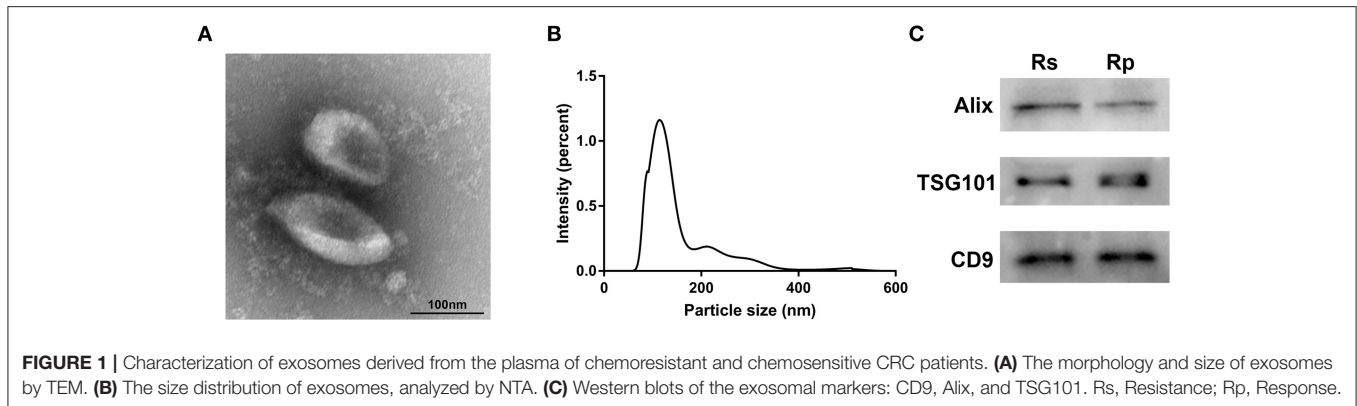 A
100nm
B
1.5
1.0
0.5
0.0
Intensity (percent)
0 200 400 600
Particle size (nm)
C
Rs Rp
Alix
TSG101
CD9
FIGURE 1 | Characterization of exosomes derived from the plasma of chemoresistant and chemosensitive CRC patients. (A) The morphology and size of exosomes
by TEM. (B) The size distribution of exosomes, analyzed by NTA. (C) Western blots of the exosomal markers: CD9, Alix, and TSG101. Rs, Resistance; Rp, Response.